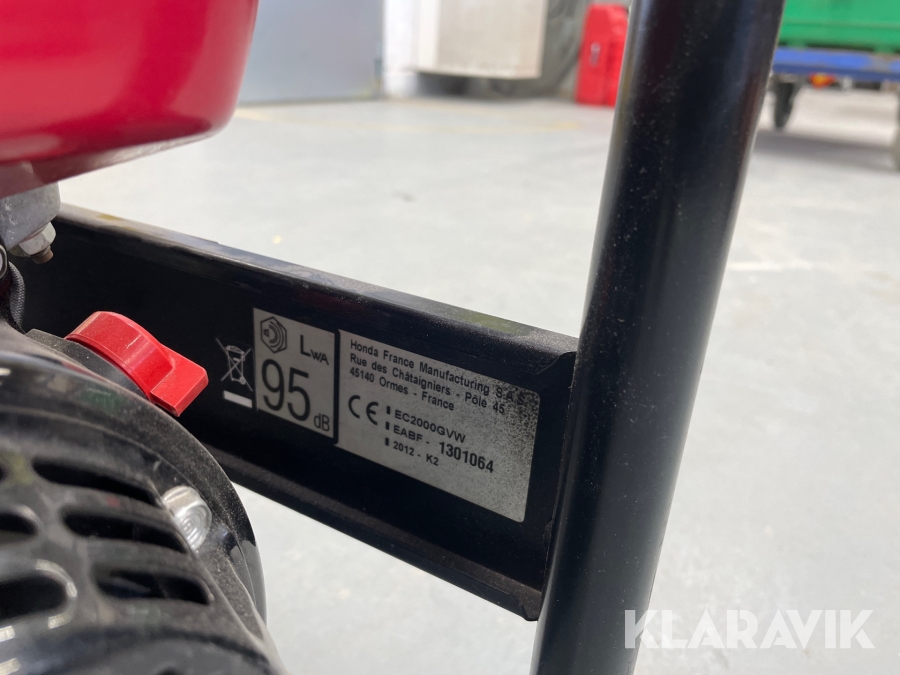 LWA
95
dB
Honda France Manufacturing S.A.S.
Rue des Châtaigniers - Pôle 45
45140 Ormes - France
CE
EC2000GVW
EABF - 1301064
2012 - K2
KLARAVIK